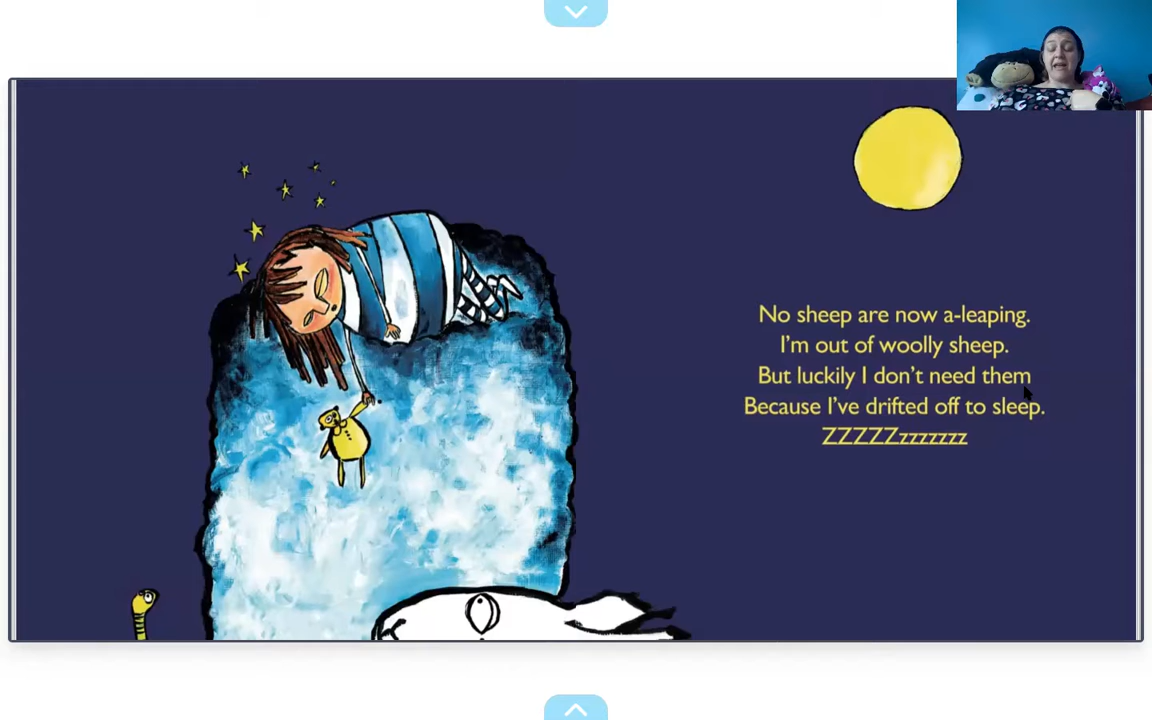 No sheep are now a-leaping.
I'm out of woolly sheep.
But luckily I don't need them
Because I've drifted off to sleep.
ZZZZZzzzzzzz